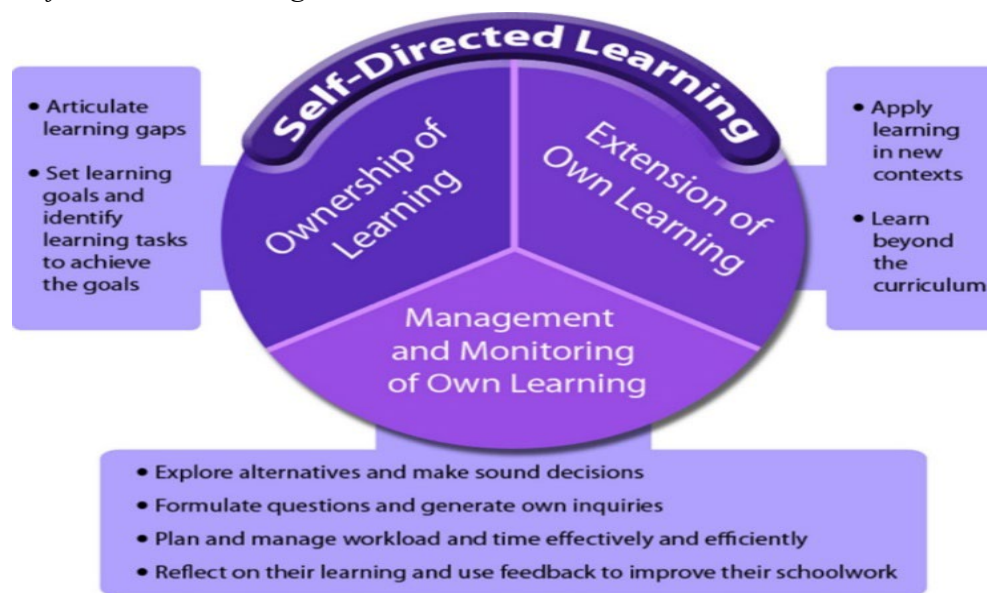 Self-Directed Learning
• Articulate
learning gaps
• Set learning
goals and
identify
learning tasks
to achieve
the goals
Ownership of
Learning
Extension of
Own Learning
• Apply
learning
in new
contexts
• Learn
beyond
the
curriculum
Management
and Monitoring
of Own Learning
• Explore alternatives and make sound decisions
• Formulate questions and generate own inquiries
• Plan and manage workload and time effectively and efficiently
• Reflect on their learning and use feedback to improve their schoolwork